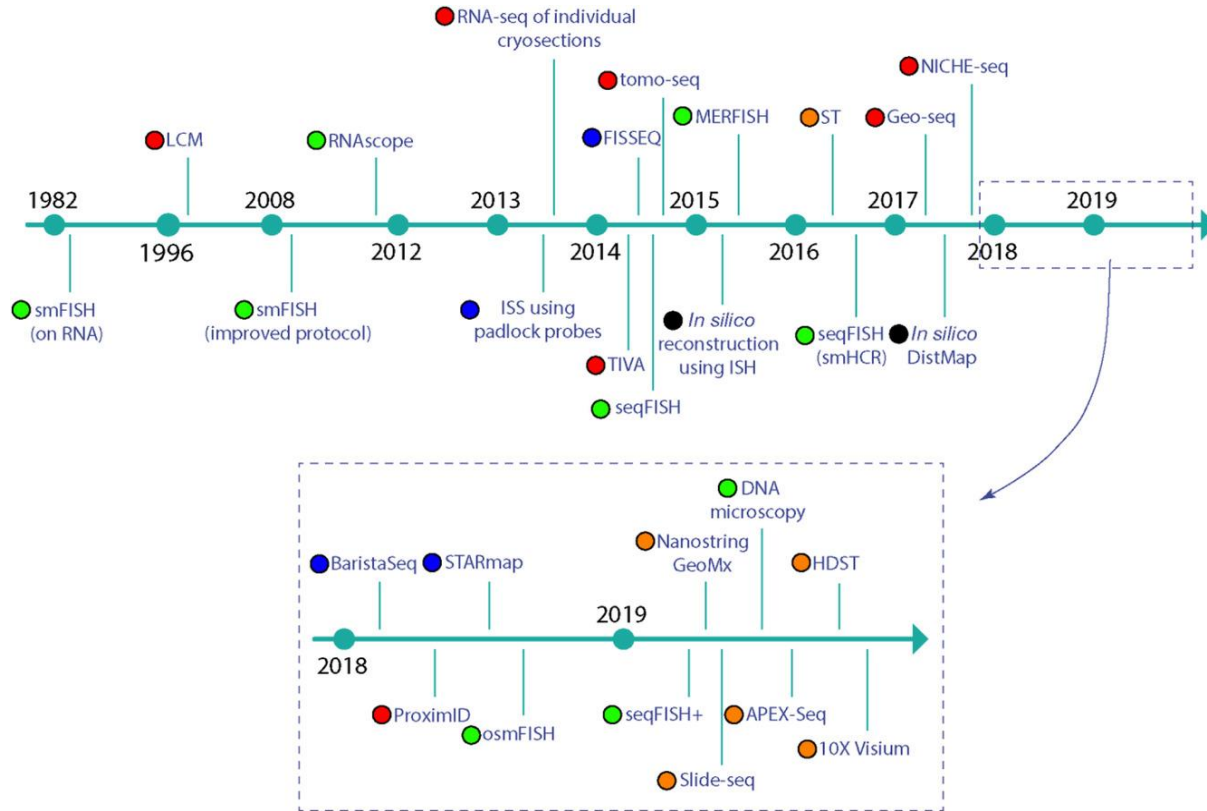 RNA-seq of individual
cryosections
tomo-seq
NICHE-seq
LCM
RNAscope
FISSEQ
MERFISH
ST
Geo-seq
1982
2008
2013
2015
2017
2019
1996
2012
2014
2016
2018
smFISH
(on RNA)
smFISH
(improved protocol)
ISS using
padlock probes
TIVA
seqFISH
In silico
reconstruction
using ISH
seqFISH
(smHCR)
In silico
DistMap
DNA
microscopy
Nanostring
GeoMx
BaristaSeq
STARmap
HDST
2019
2018
ProximID
osmFISH
seqFISH+
APEX-Seq
10X Visium
Slide-seq